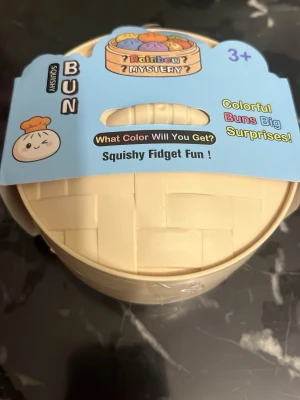 Rainbow
? MYSTERY ?
3+
SQUISHY
BUN
Colorful
Buns Big
Surprises!
What Color Will You Get?
Squishy Fidget Fun !